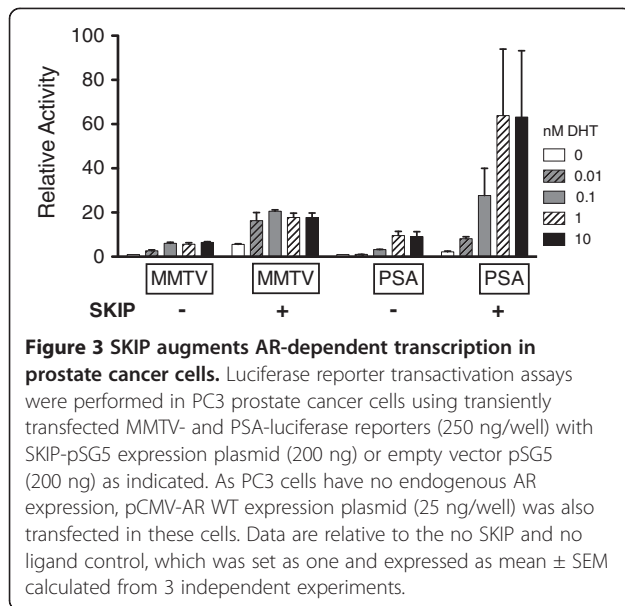 100
80
60
40
20
0
Relative Activity
nM DHT
0
0.01
0.1
1
10
MMTV MMTV PSA PSA
SKIP - + - +
Figure 3 SKIP augments AR-dependent transcription in
prostate cancer cells. Luciferase reporter transactivation assays
were performed in PC3 prostate cancer cells using transiently
transfected MMTV- and PSA-luciferase reporters (250 ng/well) with
SKIP-pSG5 expression plasmid (200 ng) or empty vector pSG5
(200 ng) as indicated. As PC3 cells have no endogenous AR
expression, pCMV-AR WT expression plasmid (25 ng/well) was also
transfected in these cells. Data are relative to the no SKIP and no
ligand control, which was set as one and expressed as mean ± SEM
calculated from 3 independent experiments.